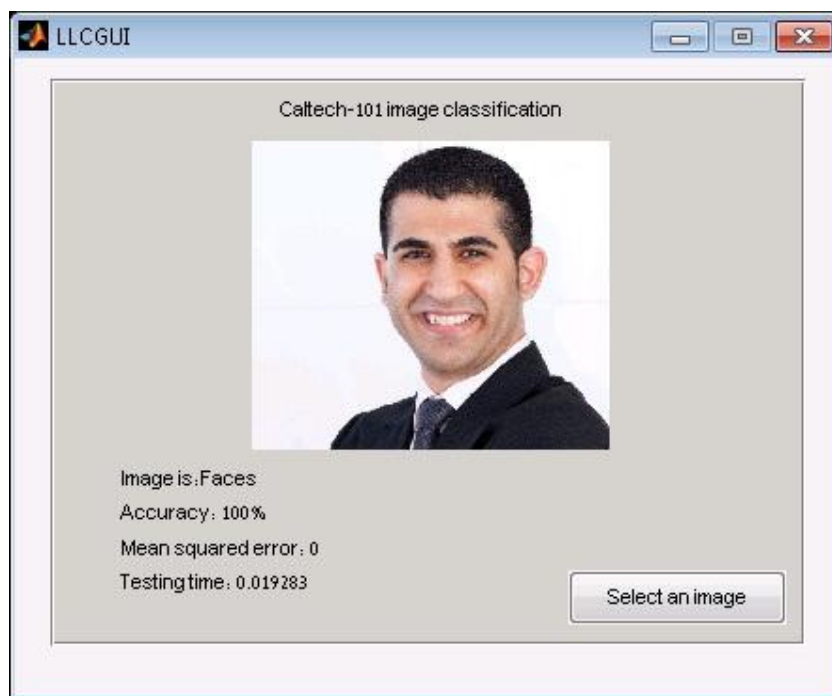 LLCGUI
Caltech-101 image classification
Image is:Faces
Accuracy: 100%
Mean squared error: 0
Testing time: 0.019283
Select an image